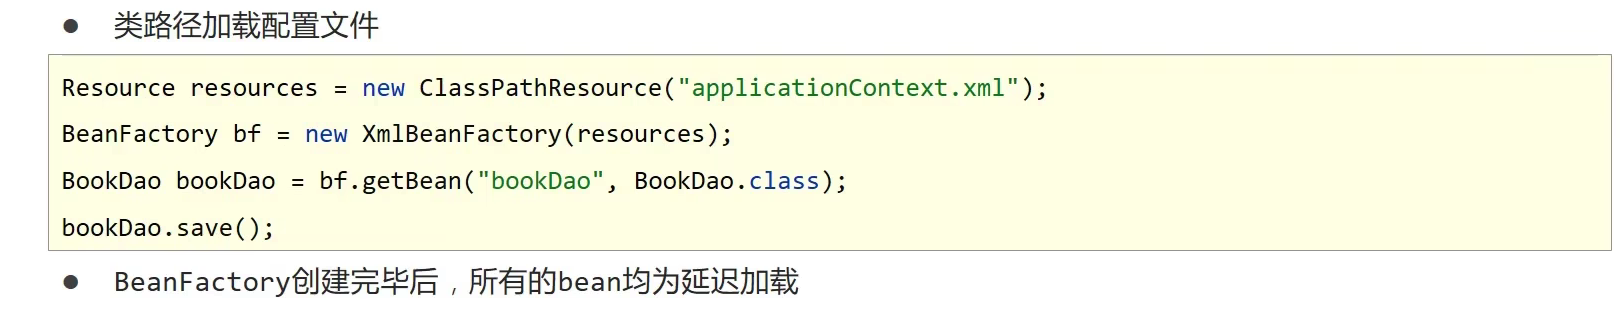 ● 类路径加载配置文件
Resource resources = new ClassPathResource("applicationContext.xml");
BeanFactory bf = new XmlBeanFactory(resources);
BookDao bookDao = bf.getBean("bookDao", BookDao.class);
bookDao.save();
● BeanFactory创建完毕后，所有的bean均为延迟加载